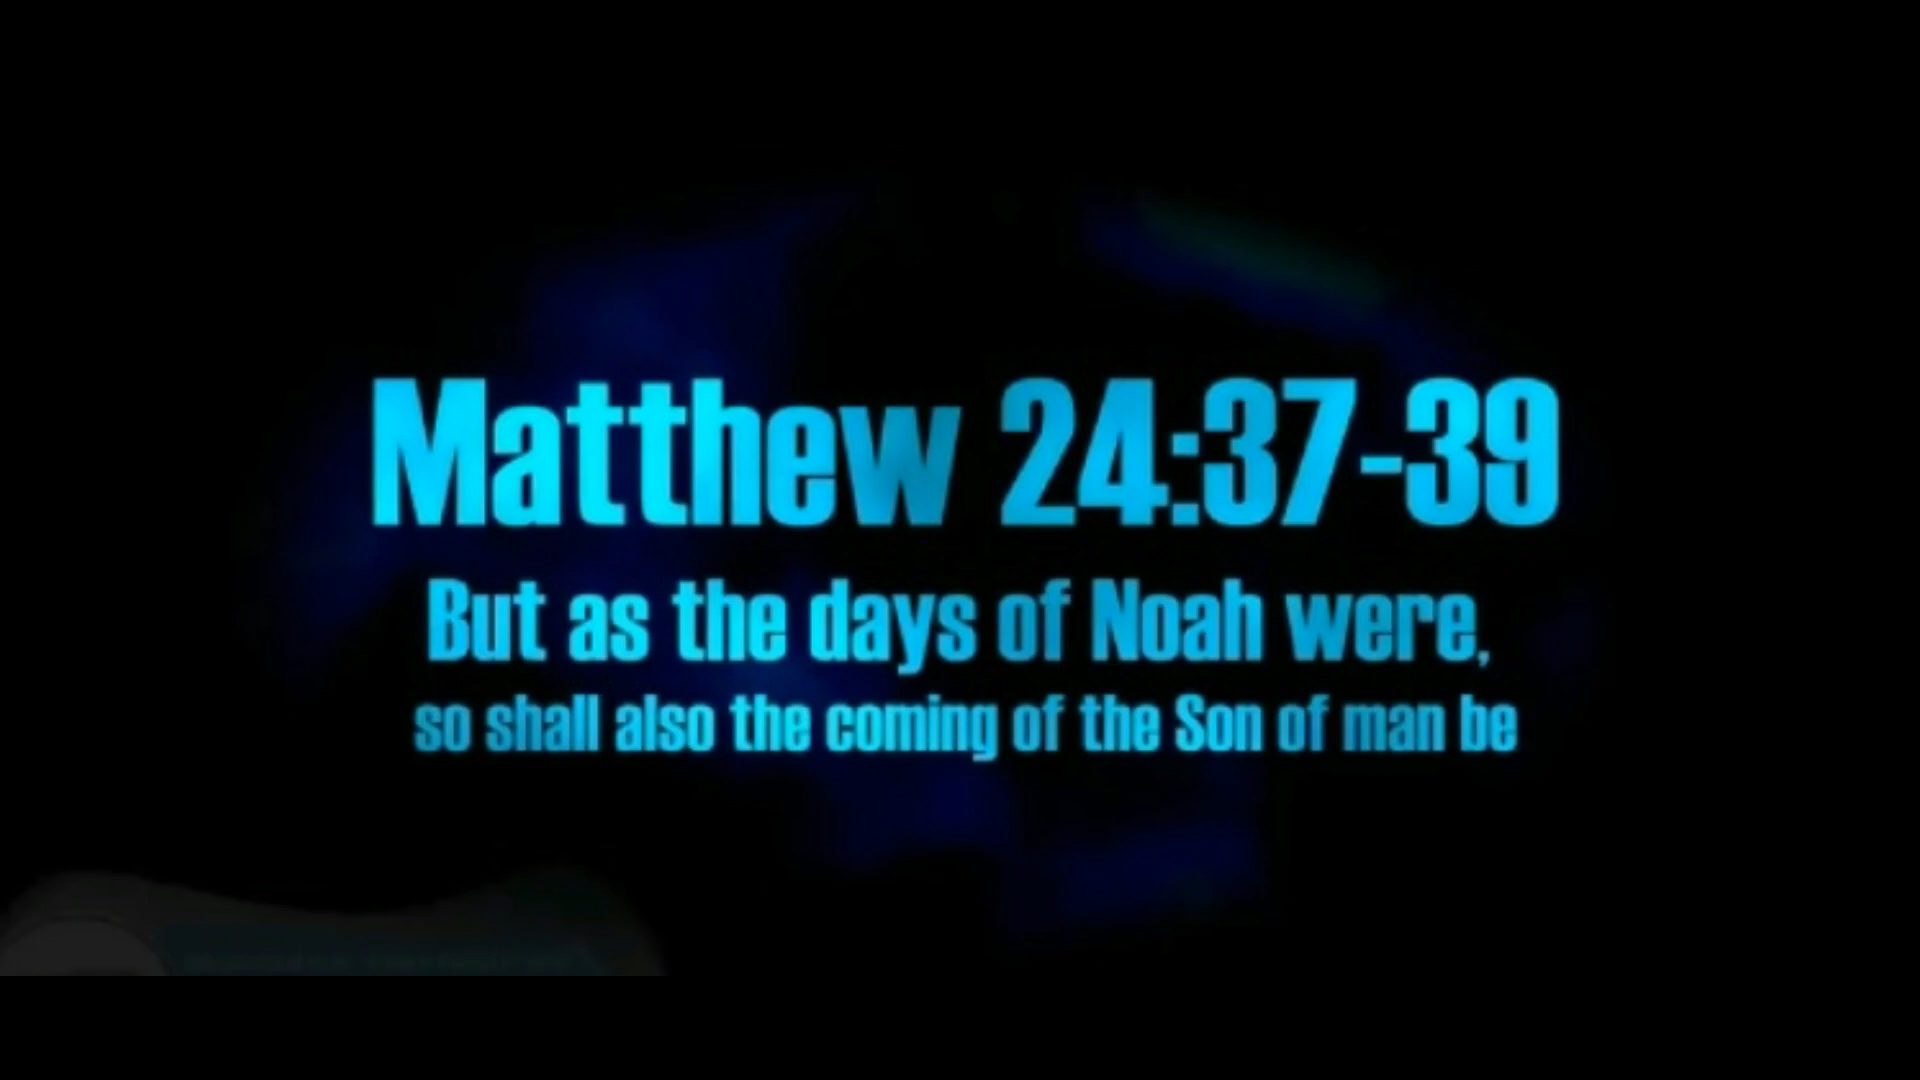 Matthew 24:37-39
But as the days of Noah were,
so shall also the coming of the Son of man be